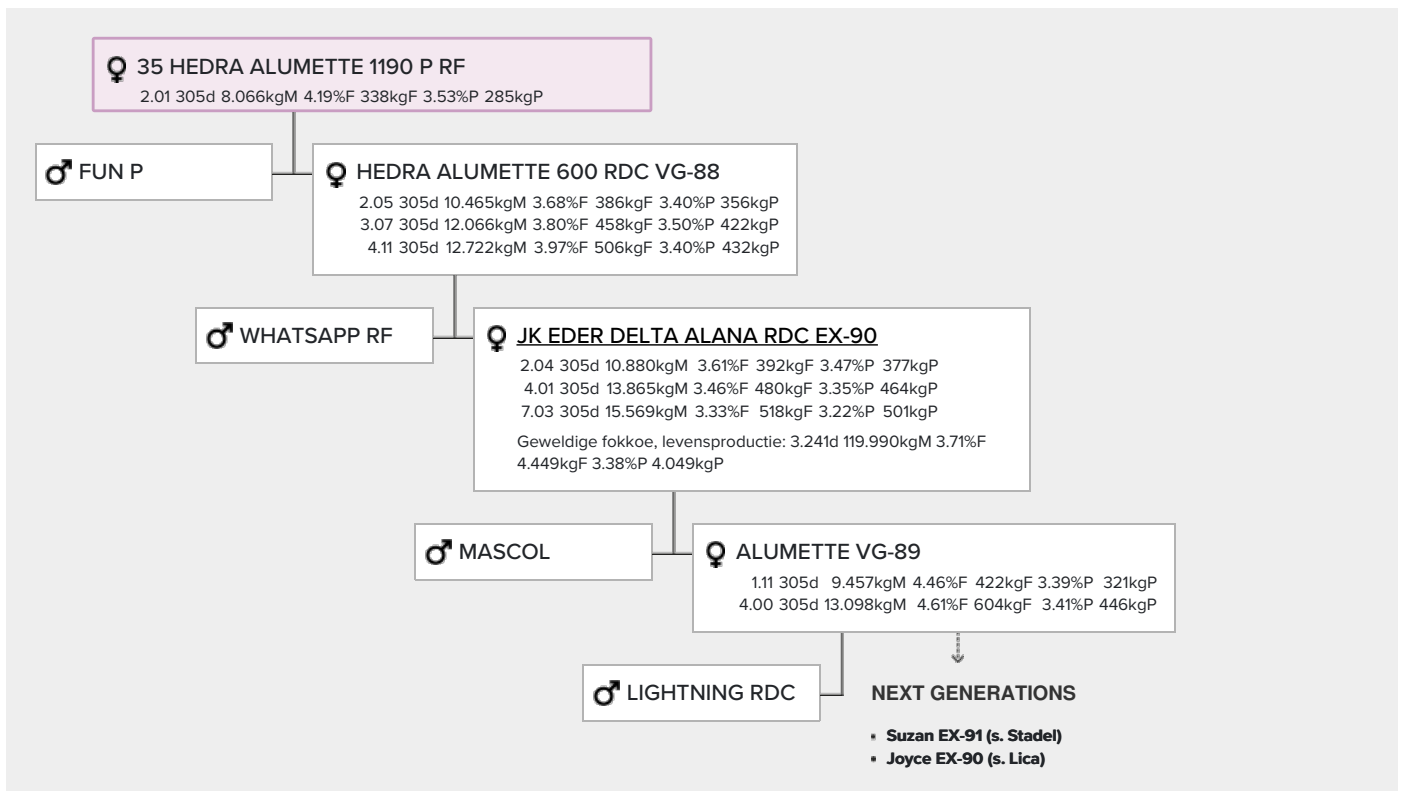 35 HEDRA ALUMETTE 1190 P RF
2.01 305d 8.066kgM 4.19%F 338kgF 3.53%P 285kgP
FUN P
HEDRA ALUMETTE 600 RDC VG-88
2.05 305d 10.465kgM 3.68%F 386kgF 3.40%P 356kgP
3.07 305d 12.066kgM 3.80%F 458kgF 3.50%P 422kgP
4.11 305d 12.722kgM 3.97%F 506kgF 3.40%P 432kgP
WHATSAPP RF
JK EDER DELTA ALANA RDC EX-90
2.04 305d 10.880kgM 3.61%F 392kgF 3.47%P 377kgP
4.01 305d 13.865kgM 3.46%F 480kgF 3.35%P 464kgP
7.03 305d 15.569kgM 3.33%F 518kgF 3.22%P 501kgP
Geweldige fokkoe, levensproductie: 3.241d 119.990kgM 3.71%F
4.449kgF 3.38%P 4.049kgP
MASCOL
ALUMETTE VG-89
1.11 305d 9.457kgM 4.46%F 422kgF 3.39%P 321kgP
4.00 305d 13.098kgM 4.61%F 604kgF 3.41%P 446kgP
LIGHTNING RDC
NEXT GENERATIONS
Suzan EX-91 (s. Stadel)
Joyce EX-90 (s. Lica)